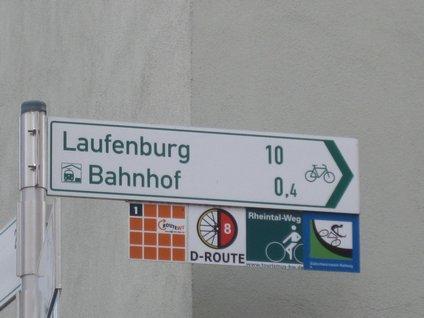 Laufenburg 10
Bahnhof 0,4
1
8
D-ROUTE
Rheintal-Weg